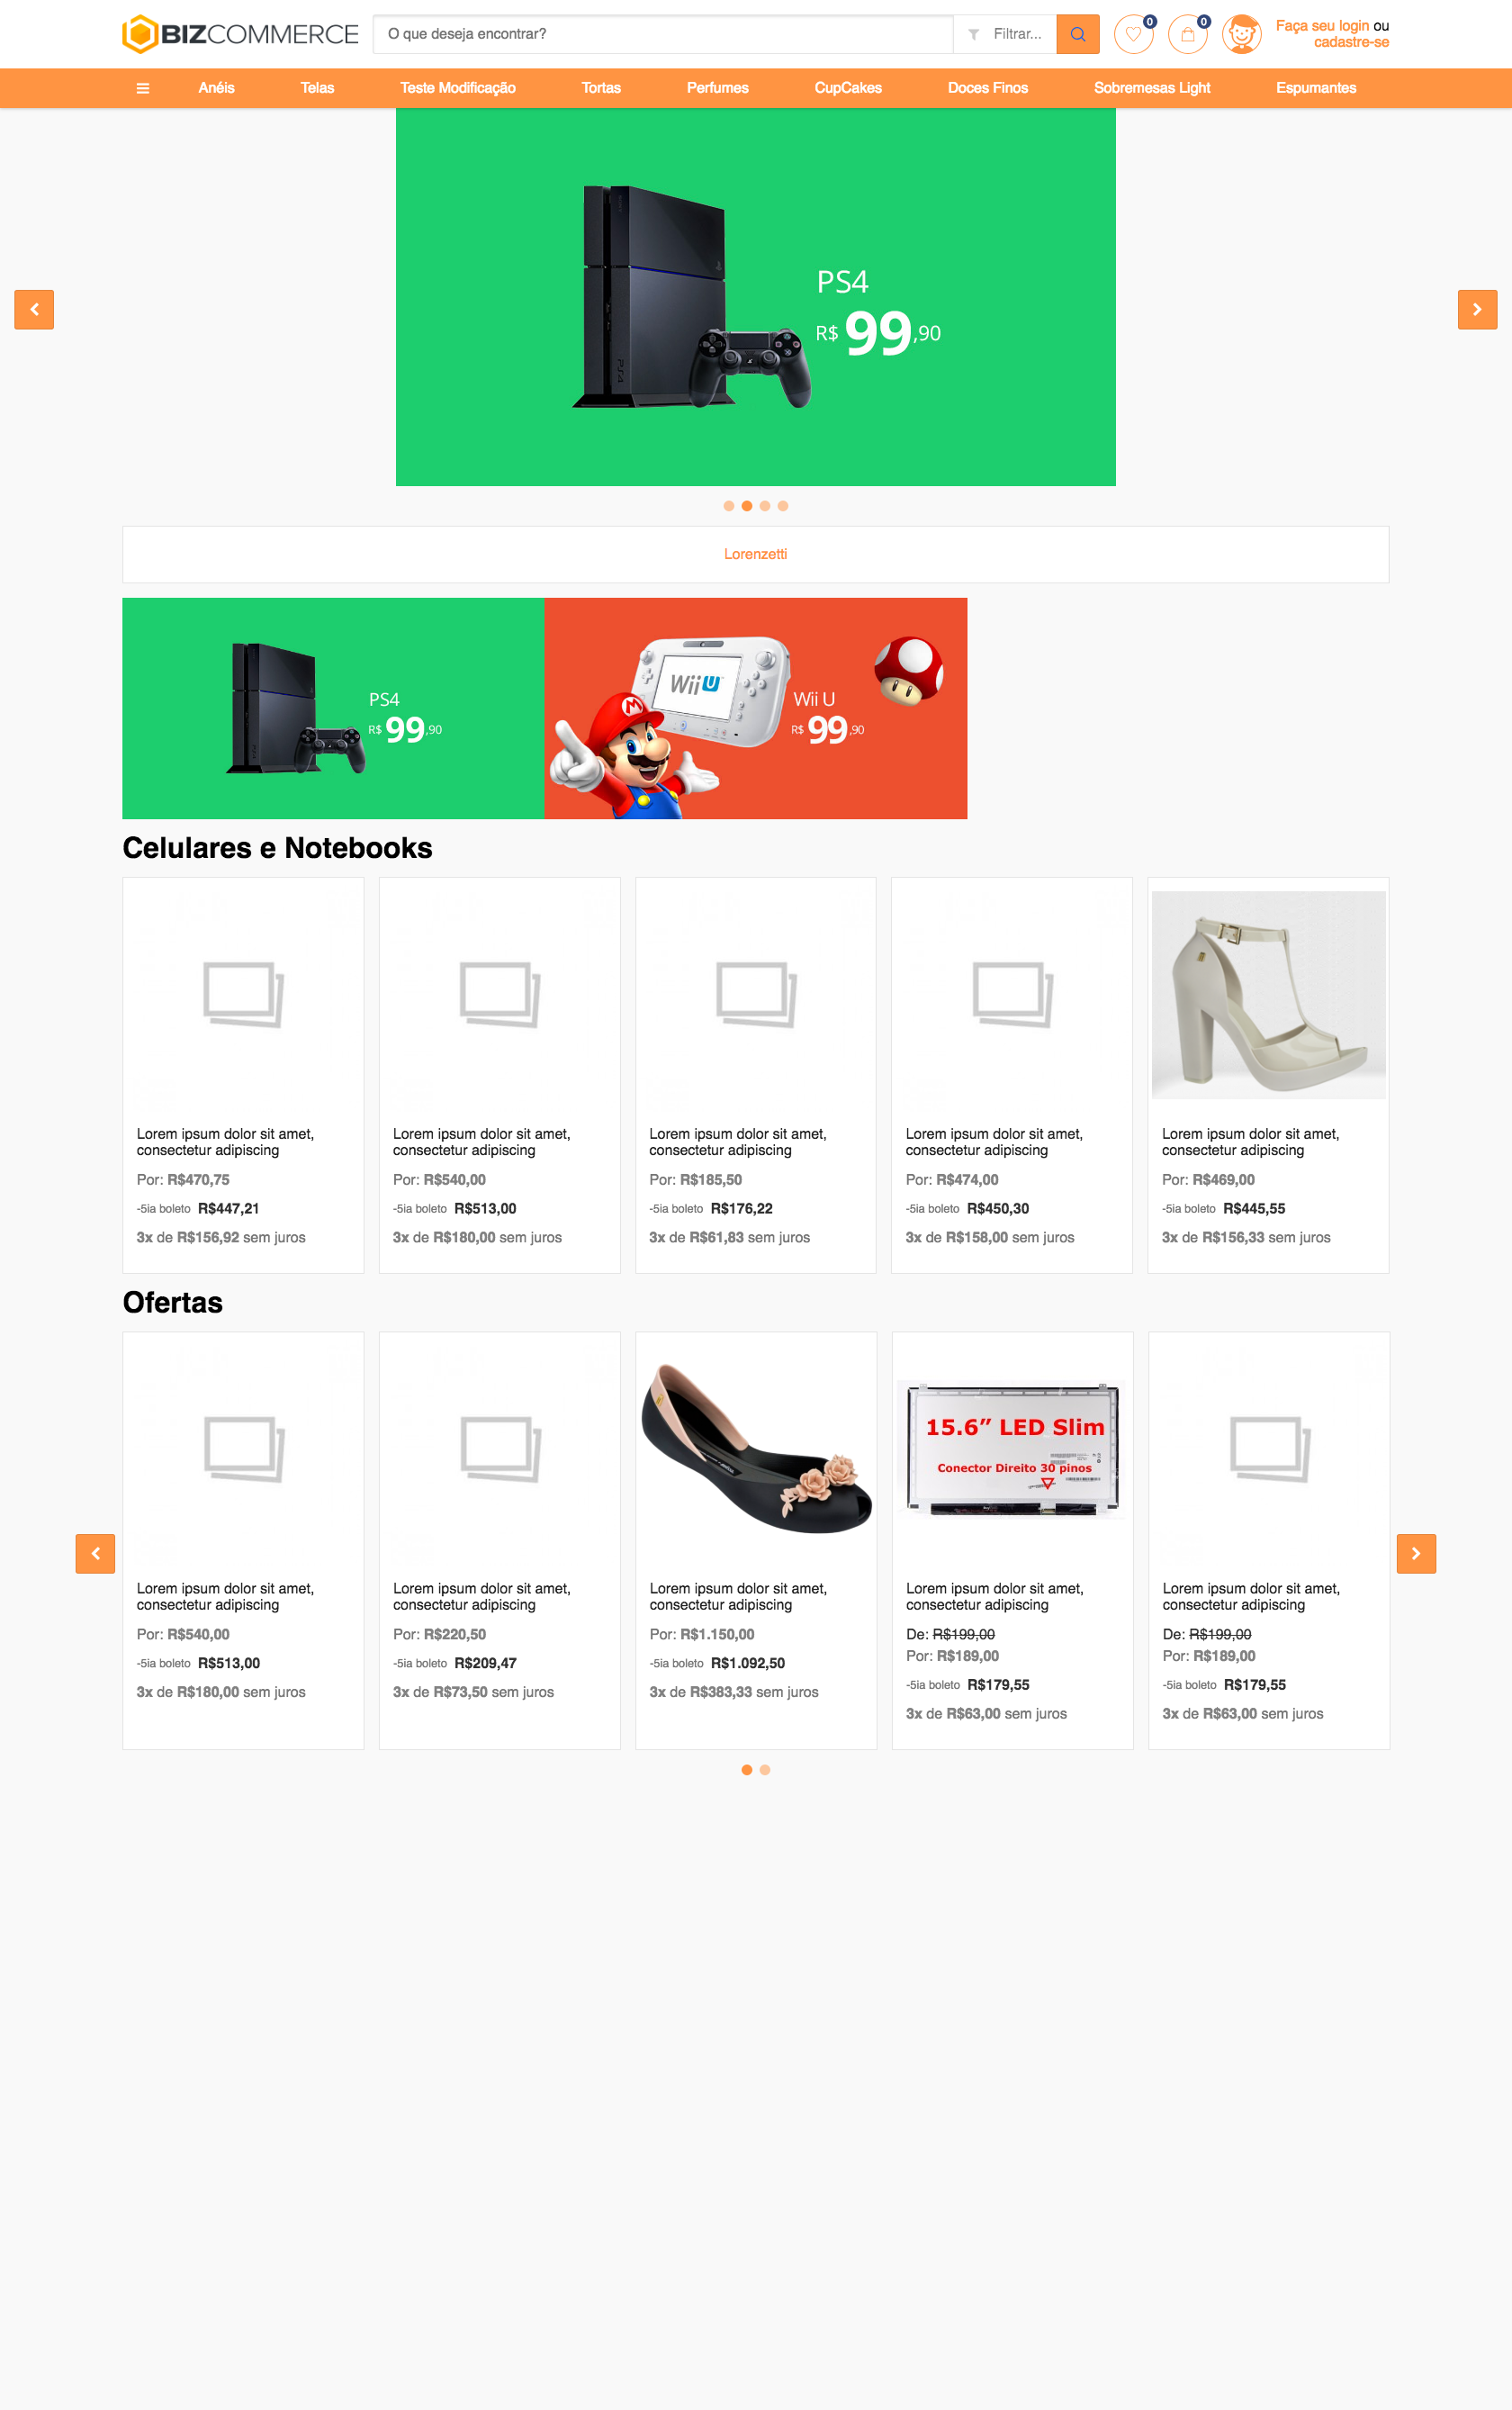 BIZCOMMERCE
O que deseja encontrar?
Filtrar...
0
0
Faça seu login ou
cadastre-se
Anéis
Telas
Teste Modificação
Tortas
Perfumes
CupCakes
Doces Finos
Sobremesas Light
Espumantes
PS4
R$ 99,90
Lorenzetti
PS4
R$ 99,90
Wii U
Wii U
R$ 99,90
Celulares e Notebooks
Lorem ipsum dolor sit amet,
consectetur adipiscing
Por: R$470,75
-5ia boleto R$447,21
3x de R$156,92 sem juros
Lorem ipsum dolor sit amet,
consectetur adipiscing
Por: R$540,00
-5ia boleto R$513,00
3x de R$180,00 sem juros
Lorem ipsum dolor sit amet,
consectetur adipiscing
Por: R$185,50
-5ia boleto R$176,22
3x de R$61,83 sem juros
Lorem ipsum dolor sit amet,
consectetur adipiscing
Por: R$474,00
-5ia boleto R$450,30
3x de R$158,00 sem juros
Lorem ipsum dolor sit amet,
consectetur adipiscing
Por: R$469,00
-5ia boleto R$445,55
3x de R$156,33 sem juros
Ofertas
Lorem ipsum dolor sit amet,
consectetur adipiscing
Por: R$540,00
-5ia boleto R$513,00
3x de R$180,00 sem juros
Lorem ipsum dolor sit amet,
consectetur adipiscing
Por: R$220,50
-5ia boleto R$209,47
3x de R$73,50 sem juros
Lorem ipsum dolor sit amet,
consectetur adipiscing
Por: R$1.150,00
-5ia boleto R$1.092,50
3x de R$383,33 sem juros
15.6” LED Slim
Conector Direito 30 pinos
Lorem ipsum dolor sit amet,
consectetur adipiscing
De: R$199,00
Por: R$189,00
-5ia boleto R$179,55
3x de R$63,00 sem juros
Lorem ipsum dolor sit amet,
consectetur adipiscing
De: R$199,00
Por: R$189,00
-5ia boleto R$179,55
3x de R$63,00 sem juros